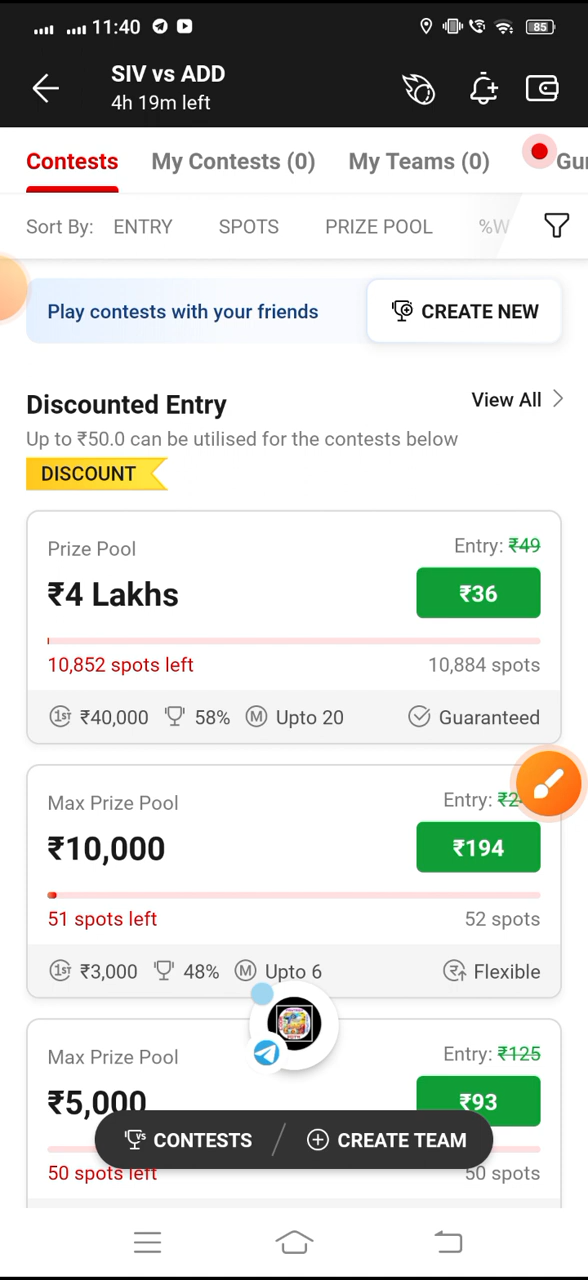 11:40
85
SIV vs ADD
4h 19m left
Contests My Contests (0) My Teams (0)
Sort By: ENTRY SPOTS PRIZE POOL %W
Play contests with your friends CREATE NEW
Discounted Entry View All
Up to ₹50.0 can be utilised for the contests below
DISCOUNT
Prize Pool Entry: ₹49
₹4 Lakhs ₹36
10,852 spots left 10,884 spots
1ST ₹40,000 58% M Upto 20 Guaranteed
Max Prize Pool Entry:
₹10,000 ₹194
51 spots left 52 spots
1ST ₹3,000 48% M Upto 6 Flexible
Max Prize Pool Entry: ₹125
₹5,000 ₹93
VS CONTESTS CREATE TEAM
50 spots left 50 spots